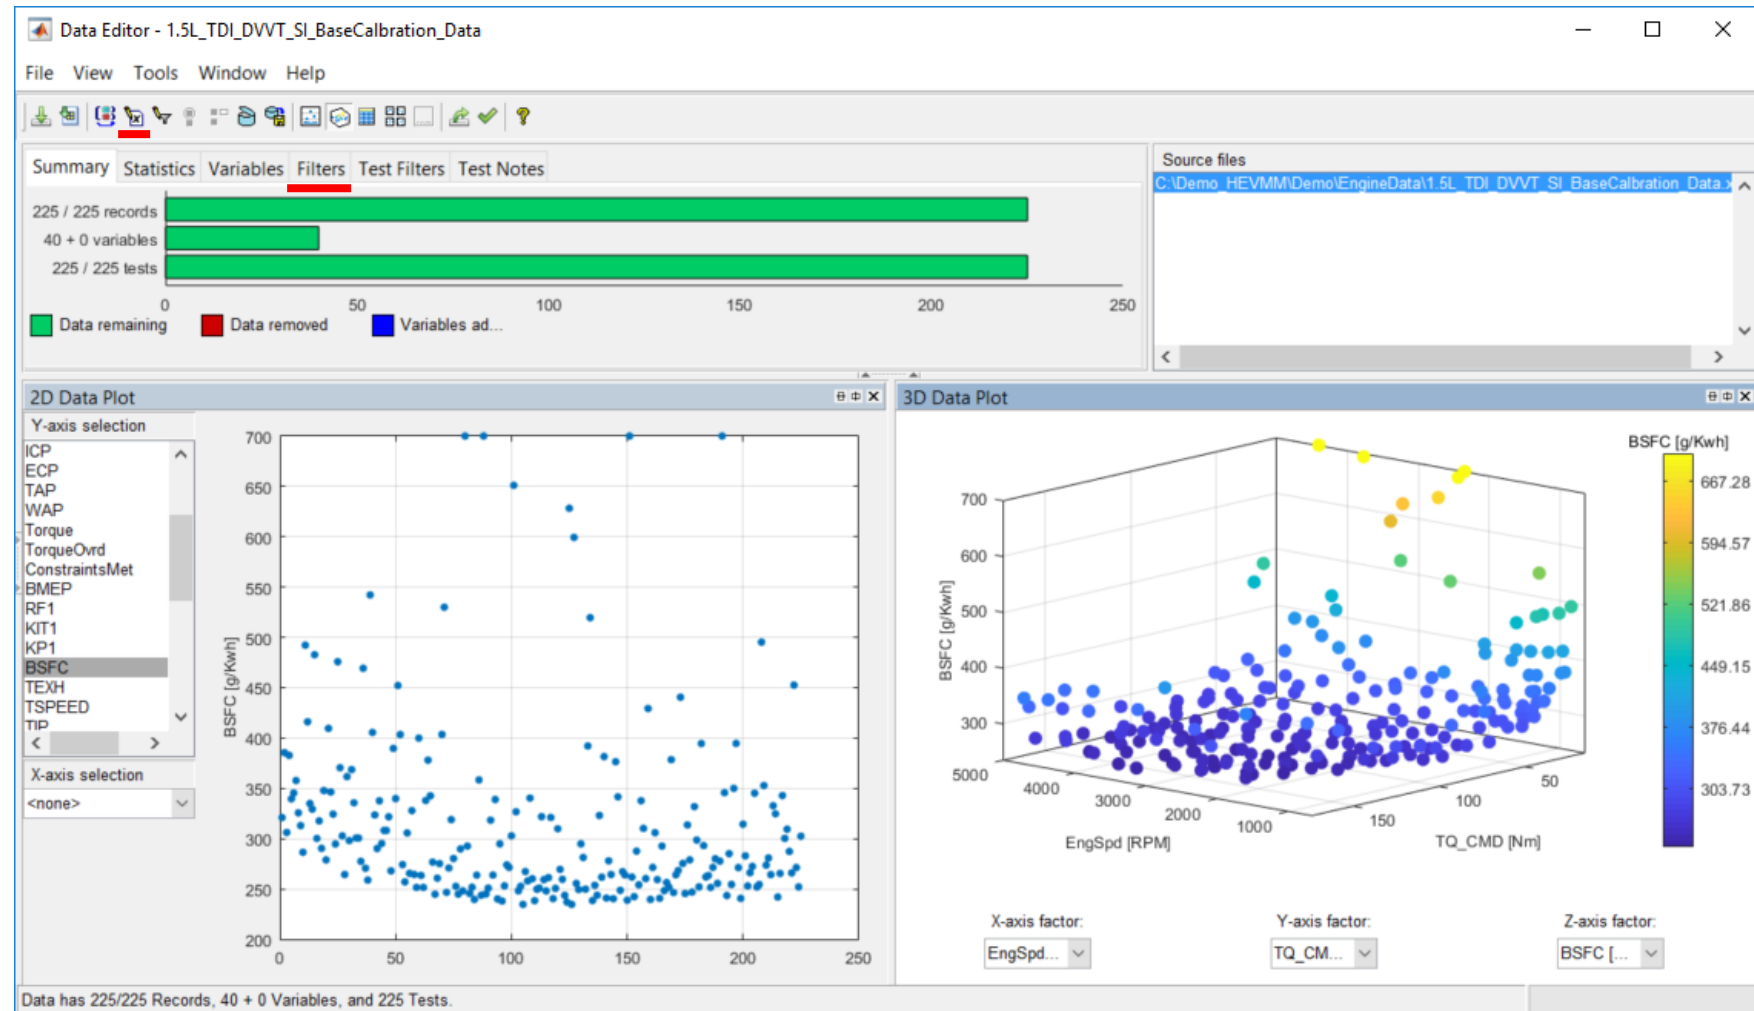 Data Editor - 1.5L_TDI_DVVT_SI_BaseCalbration_Data
File View Tools Window Help
Summary Statistics Variables Filters Test Filters Test Notes
225 / 225 records
40 + 0 variables
225 / 225 tests
0 50 100 150 200 250
Data remaining Data removed Variables ad...
Source files
C:\Demo_HEVMM\Demo\EngineData\1.5L_TDI_DVVT_SI_BaseCalbration_Data.x
2D Data Plot
Y-axis selection
ICP
ECP
TAP
WAP
Torque
TorqueOvrd
ConstraintsMet
BMEP
RF1
KIT1
KP1
BSFC
TEXH
TSPEED
TIP
X-axis selection
<none>
BSFC [g/Kwh]
700
650
600
550
500
450
400
350
300
250
200
0 50 100 150 200 250
3D Data Plot
BSFC [g/Kwh]
700
600
500
400
300
5000 4000 3000 2000 1000
EngSpd [RPM]
150 100 50
TQ_CMD [Nm]
BSFC [g/Kwh]
667.28
594.57
521.86
449.15
376.44
303.73
X-axis factor: Y-axis factor: Z-axis factor:
EngSpd... TQ_CM... BSFC [...
Data has 225/225 Records, 40 + 0 Variables, and 225 Tests.